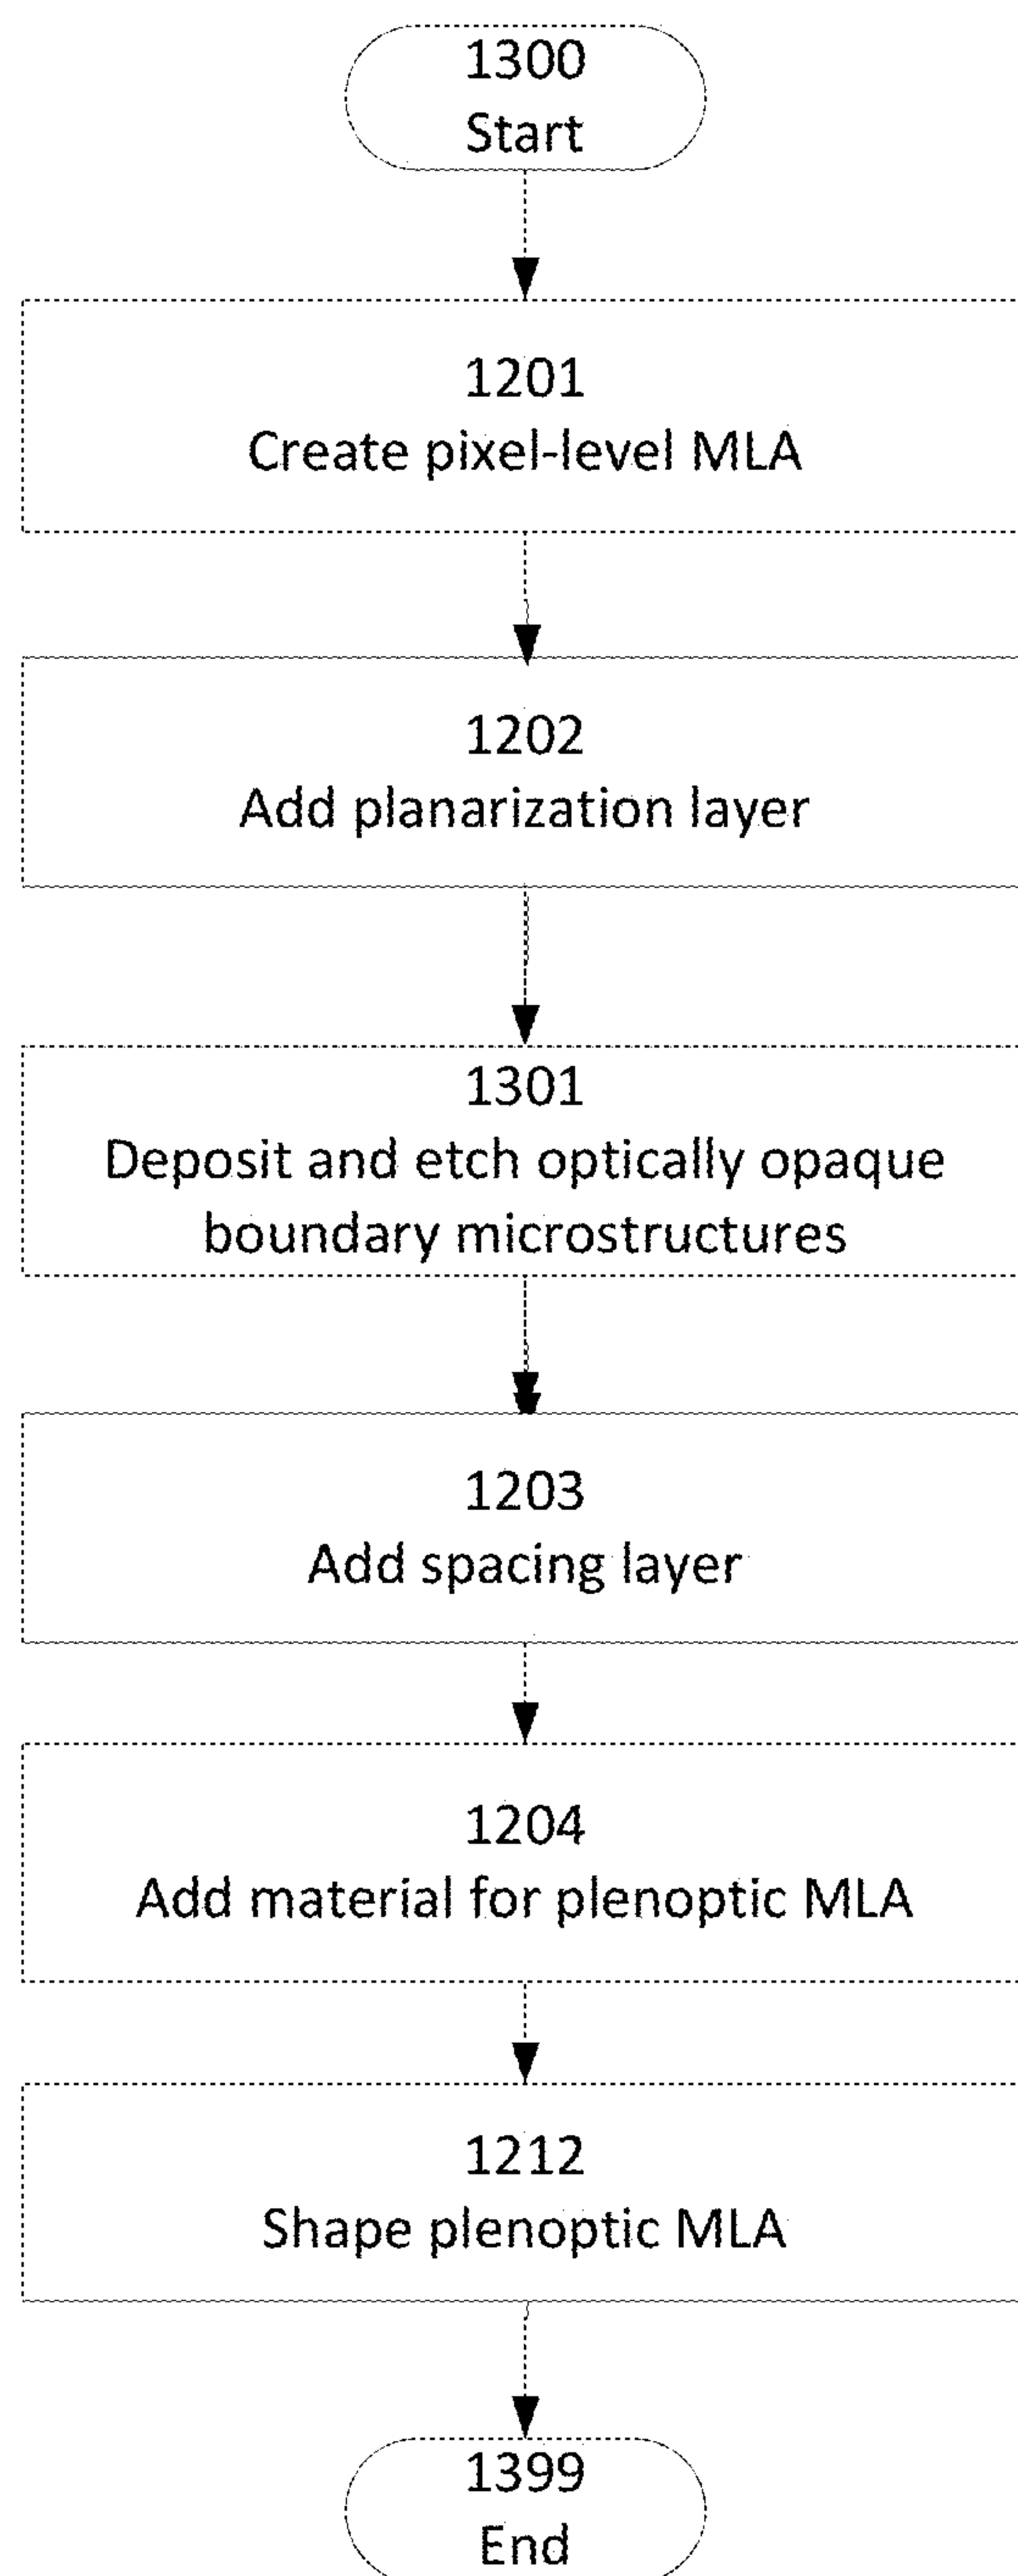 1300
Start
1201
Create pixel-level MLA
1202
Add planarization layer
1301
Deposit and etch optically opaque
boundary microstructures
1203
Add spacing layer
1204
Add material for plenoptic MLA
1212
Shape plenoptic MLA
1399
End